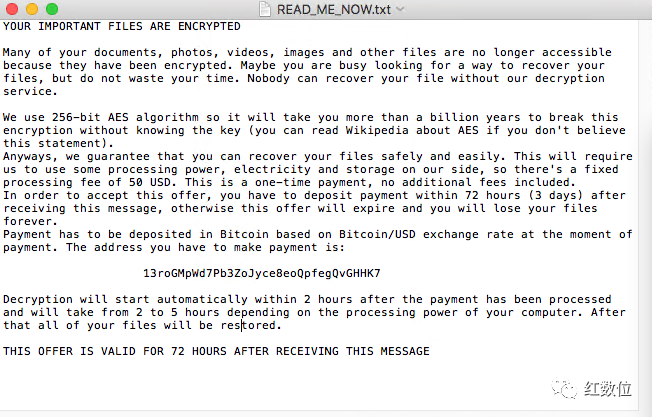 READ_ME_NOW.txt
YOUR IMPORTANT FILES ARE ENCRYPTED
Many of your documents, photos, videos, images and other files are no longer accessible
because they have been encrypted. Maybe you are busy looking for a way to recover your
files, but do not waste your time. Nobody can recover your file without our decryption
service.
We use 256-bit AES algorithm so it will take you more than a billion years to break this
encryption without knowing the key (you can read Wikipedia about AES if you don't believe
this statement).
Anyways, we guarantee that you can recover your files safely and easily. This will require
us to use some processing power, electricity and storage on our side, so there's a fixed
processing fee of 50 USD. This is a one-time payment, no additional fees included.
In order to accept this offer, you have to deposit payment within 72 hours (3 days) after
receiving this message, otherwise this offer will expire and you will lose your files
forever.
Payment has to be deposited in Bitcoin based on Bitcoin/USD exchange rate at the moment of
payment. The address you have to make payment is:
13roGMpWd7Pb3ZoJyce8eoQpfegQvGHHK7
Decryption will start automatically within 2 hours after the payment has been processed
and will take from 2 to 5 hours depending on the processing power of your computer. After
that all of your files will be restored.
THIS OFFER IS VALID FOR 72 HOURS AFTER RECEIVING THIS MESSAGE
红数位